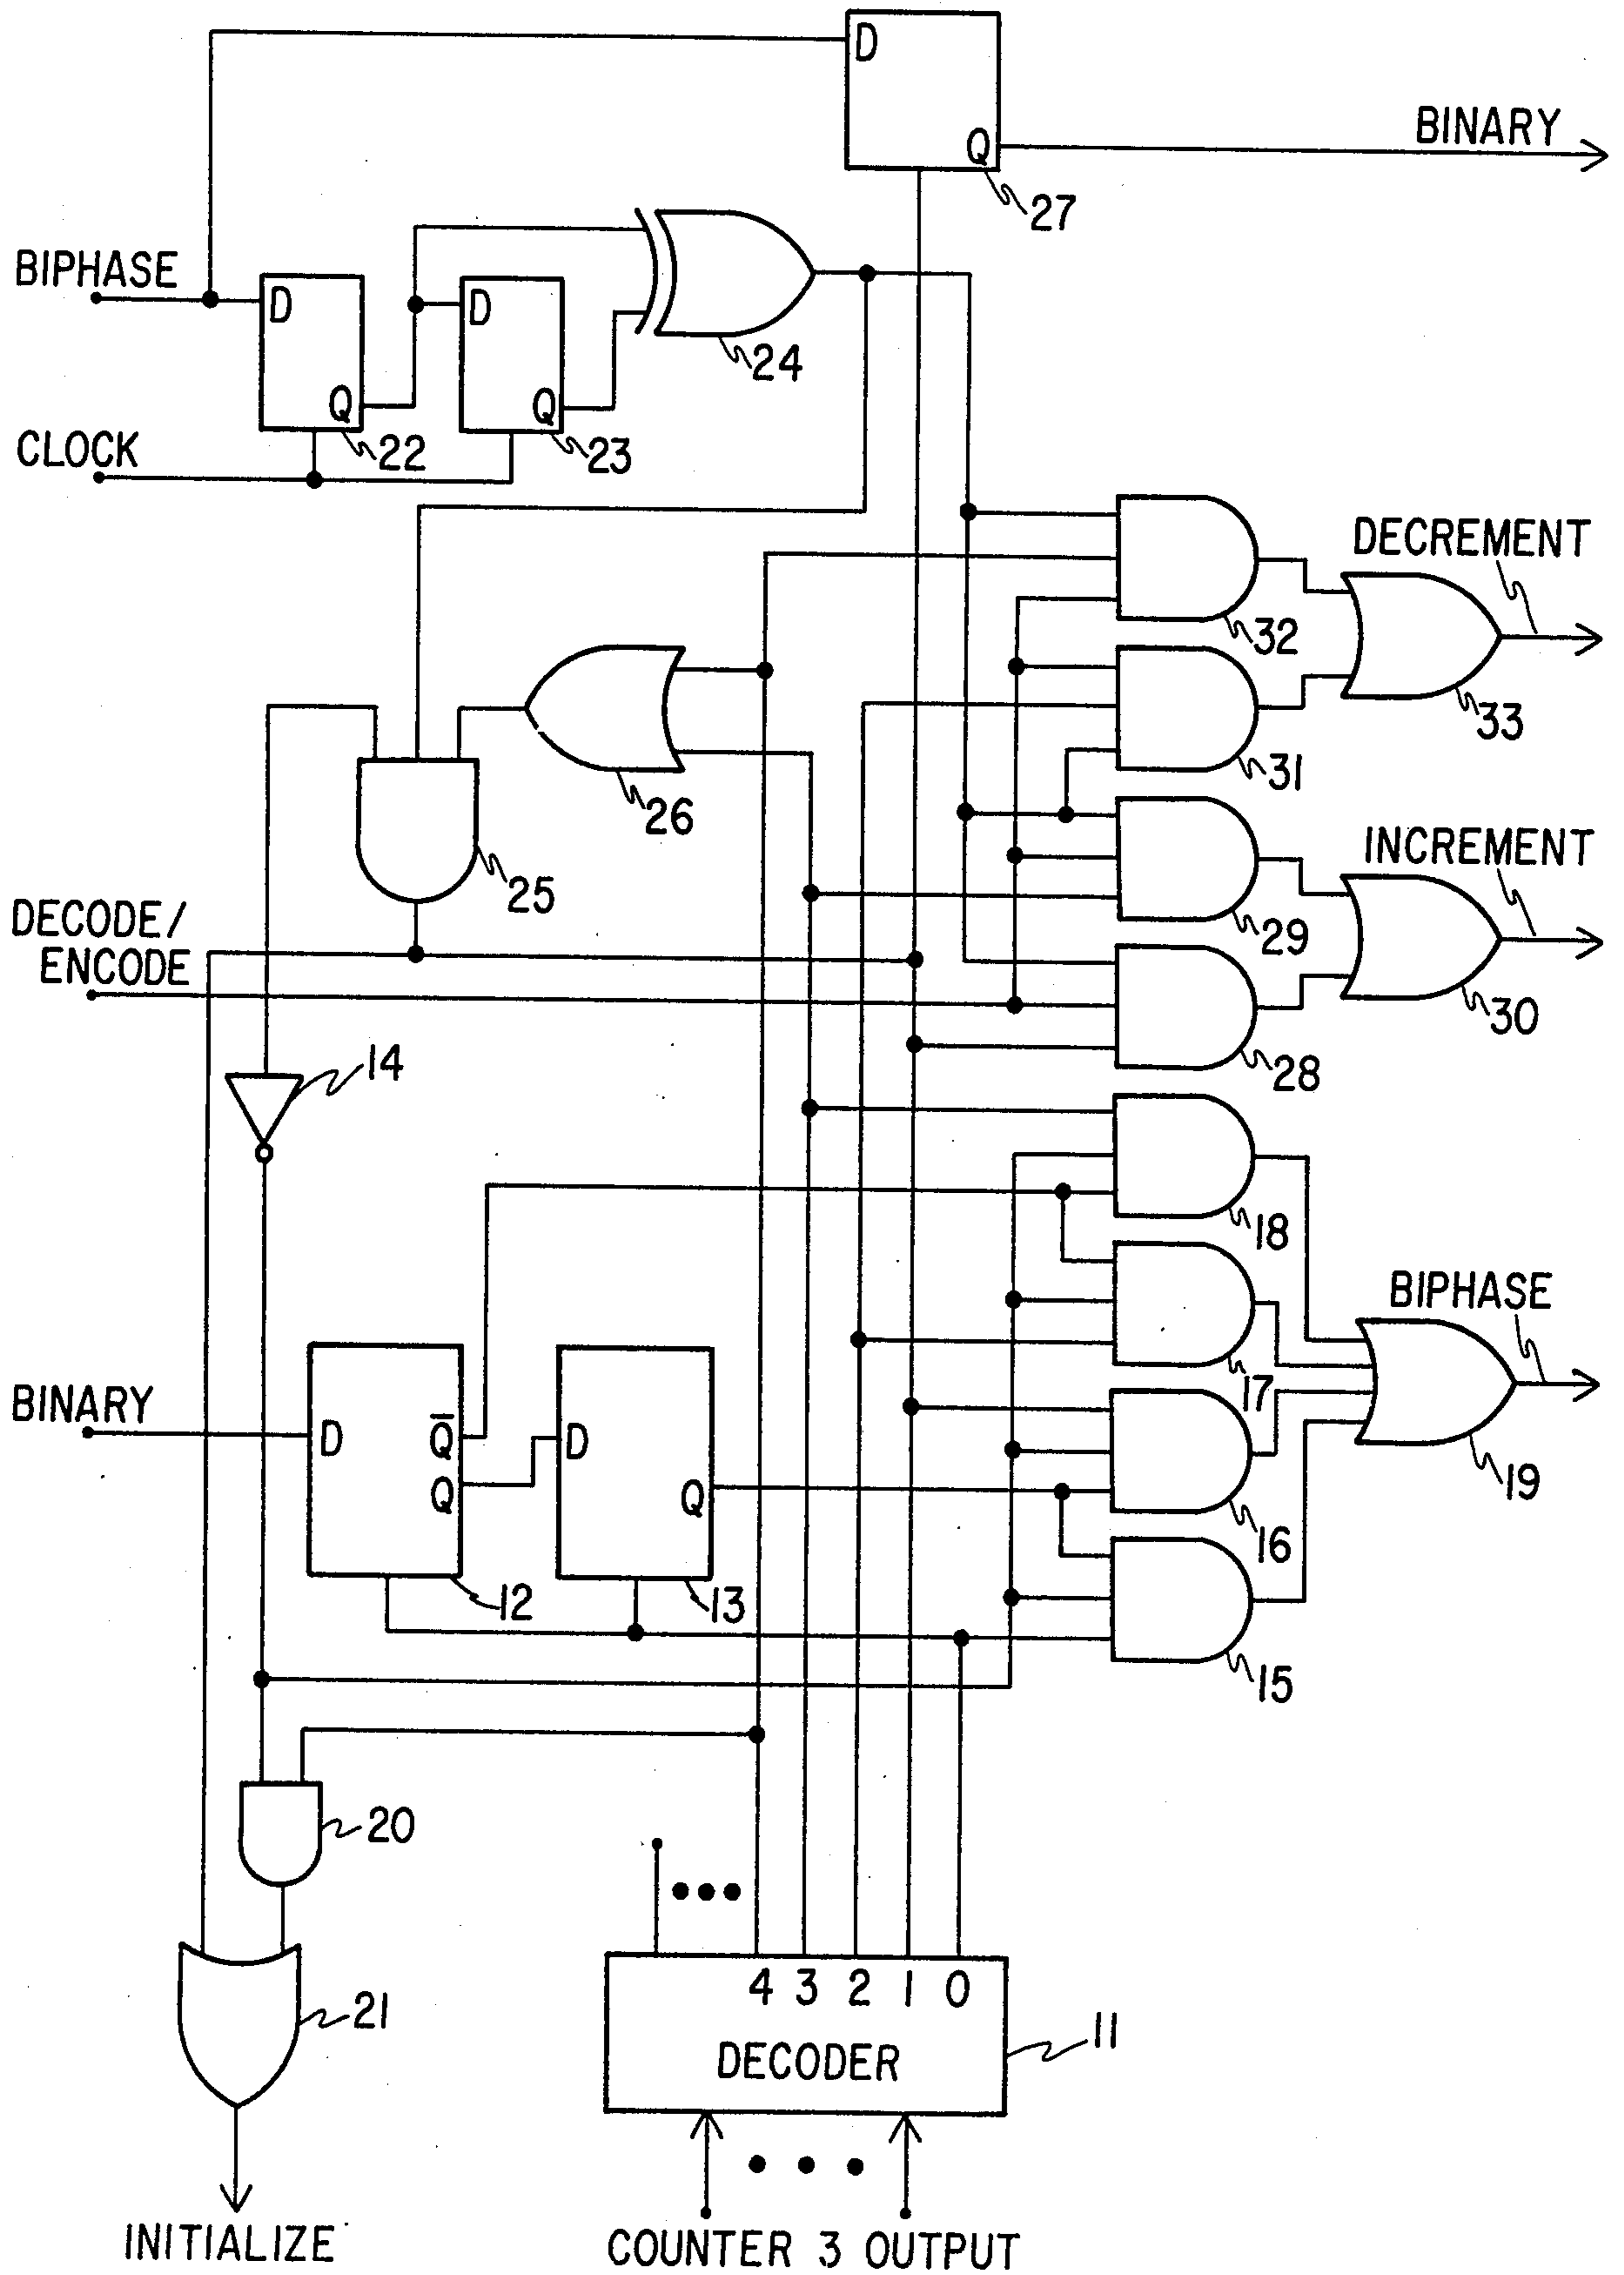 D
Q
27
BINARY
BIPHASE
D
Q
22
D
Q
23
24
CLOCK
DECREMENT
32
33
31
26
25
INCREMENT
29
30
28
DECODE/
ENCODE
14
18
17
BIPHASE
19
BINARY
D
Q̅
Q
12
D
Q
13
16
15
20
21
4 3 2 1 0
DECODER
11
INITIALIZE
COUNTER 3 OUTPUT